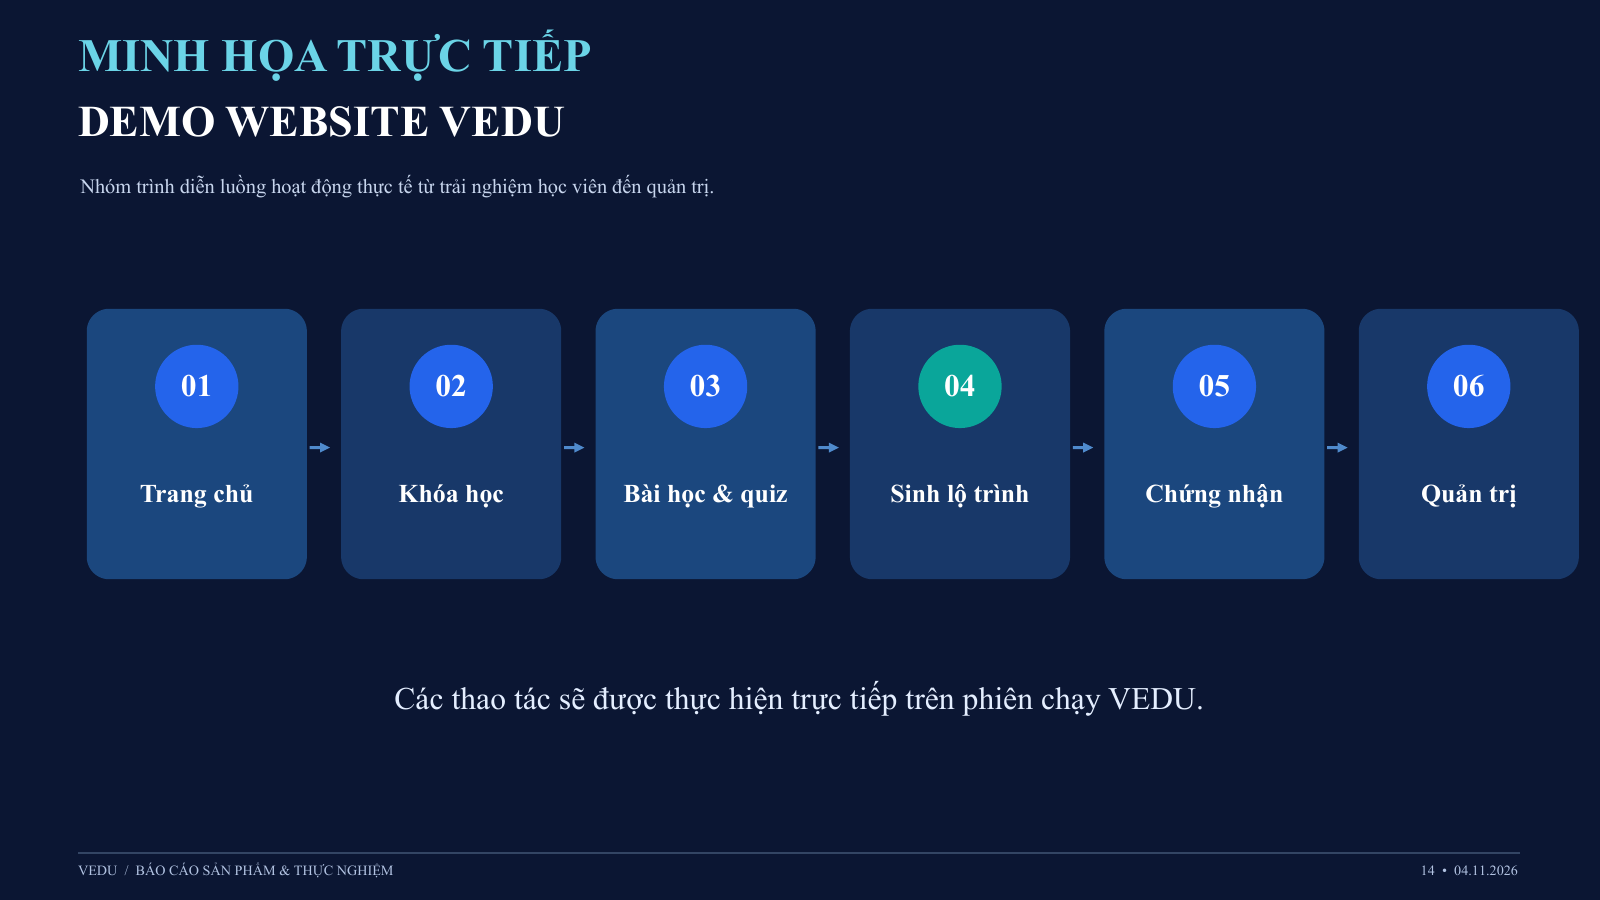 MINH HỌA TRỰC TIẾP
DEMO WEBSITE VEDU
Nhóm trình diễn luồng hoạt động thực tế từ trải nghiệm học viên đến quản trị.
01
Trang chủ
02
Khóa học
03
Bài học & quiz
04
Sinh lộ trình
05
Chứng nhận
06
Quản trị
Các thao tác sẽ được thực hiện trực tiếp trên phiên chạy VEDU.
VEDU / BÁO CÁO SẢN PHẨM & THỰC NGHIỆM
14 • 04.11.2026